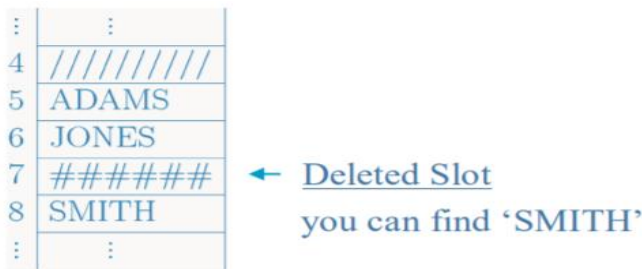 ⋮ ⋮
4 //////////
5 ADAMS
6 JONES
7 ###### ← Deleted Slot
8 SMITH you can find ‘SMITH’
⋮ ⋮